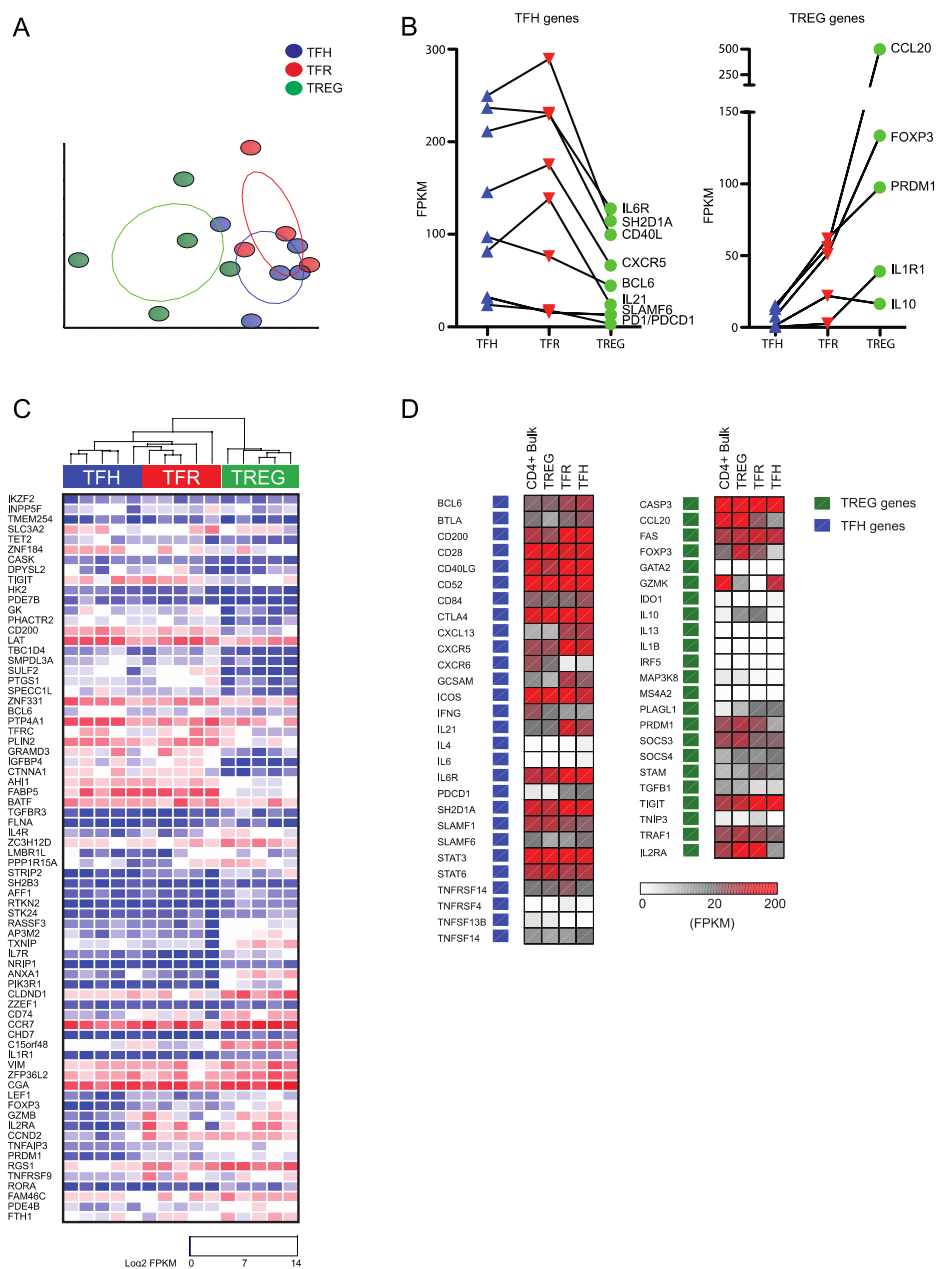 A
TFH
TFR
TREG
B
TFH genes
300
200
100
0
FPKM
TFH
TFR
TREG
IL6R
SH2D1A
CD40L
CXCR5
BCL6
IL21
SLAMF6
PD1/PDCD1
TREG genes
500
250
150
100
50
0
FPKM
TFH
TFR
TREG
CCL20
FOXP3
PRDM1
IL1R1
IL10
C
TFH TFR TREG
IKZF2
INPP5F
TMEM254
SLC3A2
TET2
ZNF184
CASK
DPYSL2
TIGIT
HK2
PDE7B
GK
PHACTR2
CD200
LAT
TBC1D4
SMPDL3A
SULF2
PTGS1
SPECC1L
ZNF331
BCL6
PTP4A1
TFRC
PLIN2
GRAMD3
IGFBP4
CTNNA1
AHI1
FABP5
BATF
TGFBR3
FLNA
IL4R
ZC3H12D
LMBR1L
PPP1R15A
STRIP2
SH2B3
AFF1
RTKN2
STK24
RASSF3
AP3M2
TXNIP
IL7R
NRIP1
ANXA1
PIK3R1
CLDND1
ZZEF1
CD74
CCR7
CHD7
C15orf48
IL1R1
VIM
ZFP36L2
CGA
LEF1
FOXP3
GZMB
IL2RA
CCND2
TNFAIP3
PRDM1
RGS1
TNFRSF9
RORA
FAM46C
PDE4B
FTH1
Log2 FPKM 0 7 14
D
CD4+ Bulk
TREG
TFR
TFH
BCL6
BTLA
CD200
CD28
CD40LG
CD52
CD84
CTLA4
CXCL13
CXCR5
CXCR6
GCSAM
ICOS
IFNG
IL21
IL4
IL6
IL6R
PDCD1
SH2D1A
SLAMF1
SLAMF6
STAT3
STAT6
TNFRSF14
TNFRSF4
TNFSF13B
TNFSF14
CD4+ Bulk
TREG
TFR
TFH
CASP3
CCL20
FAS
FOXP3
GATA2
GZMK
IDO1
IL10
IL13
IL1B
IRF5
MAP3K8
MS4A2
PLAGL1
PRDM1
SOCS3
SOCS4
STAM
TGFB1
TIGIT
TNIP3
TRAF1
IL2RA
TREG genes
TFH genes
0 20 200
(FPKM)